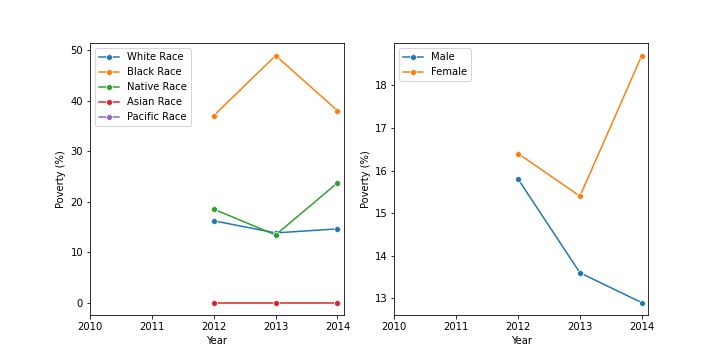 White Race
Black Race
Native Race
Asian Race
Pacific Race
50
40
30
20
10
0
Poverty (%)
2010 2011 2012 2013 2014
Year
Male
Female
18
17
16
15
14
13
Poverty (%)
2010 2011 2012 2013 2014
Year